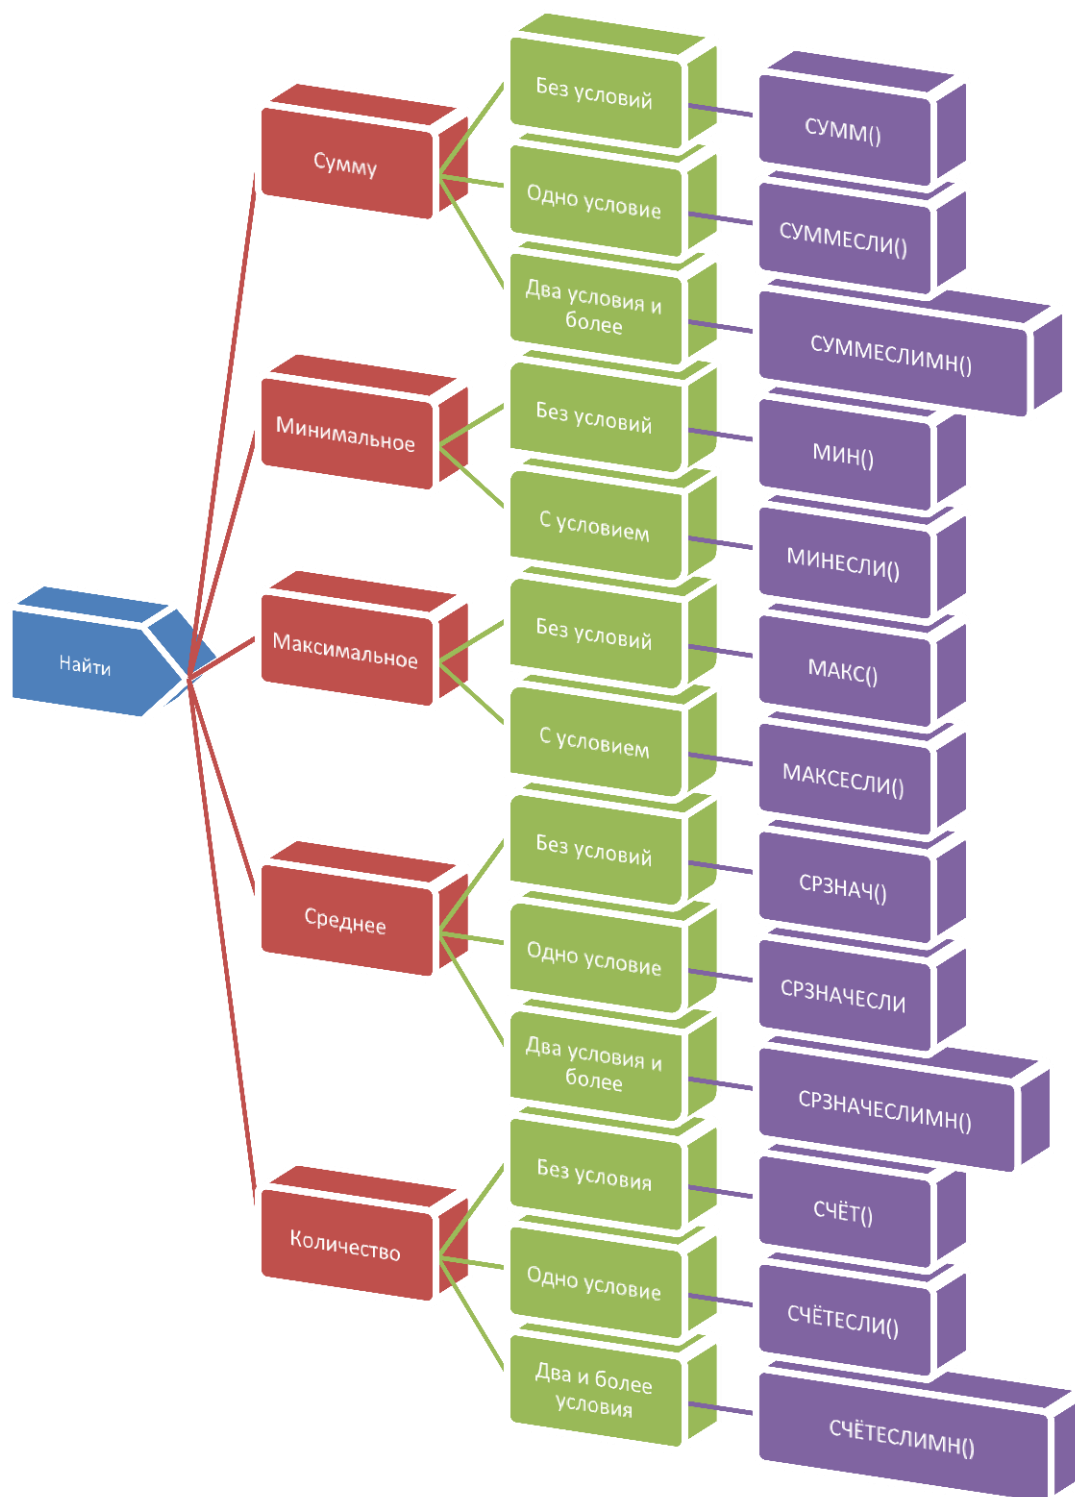 Найти
Сумму
Без условий
СУММ()
Одно условие
СУММЕСЛИ()
Два условия и
более
СУММЕСЛИМН()
Минимальное
Без условий
МИН()
С условием
МИНЕСЛИ()
Максимальное
Без условий
МАКС()
С условием
МАКСЕСЛИ()
Среднее
Без условий
СРЗНАЧ()
Одно условие
СРЗНАЧЕСЛИ
Два условия и
более
СРЗНАЧЕСЛИМН()
Количество
Без условия
СЧЁТ()
Одно условие
СЧЁТЕСЛИ()
Два и более
условия
СЧЁТЕСЛИМН()